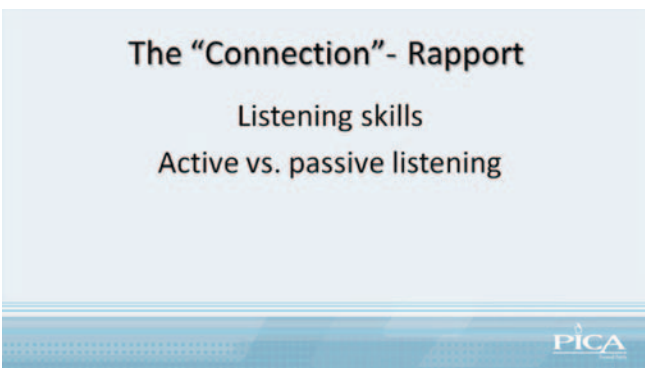 The “Connection”- Rapport
Listening skills
Active vs. passive listening
PICA